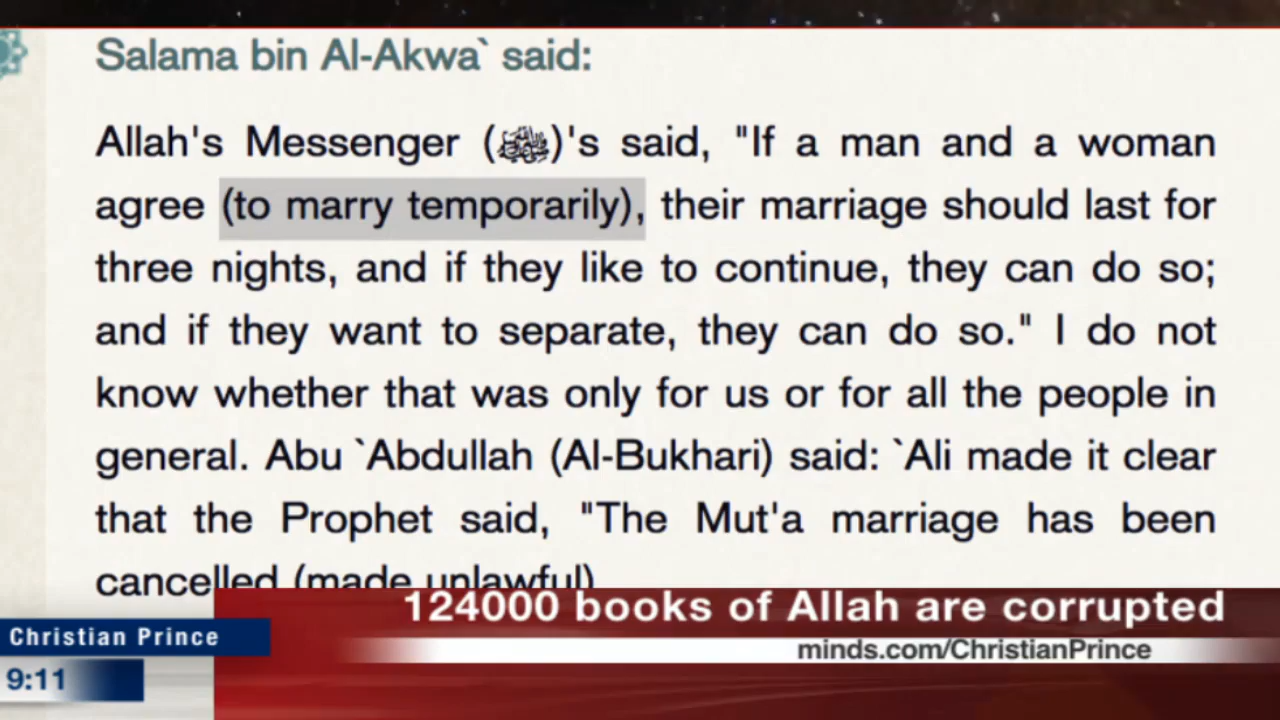 Salama bin Al-Akwa` said:
Allah's Messenger (ﷺ)'s said, "If a man and a woman
agree (to marry temporarily), their marriage should last for
three nights, and if they like to continue, they can do so;
and if they want to separate, they can do so." I do not
know whether that was only for us or for all the people in
general. Abu `Abdullah (Al-Bukhari) said: `Ali made it clear
that the Prophet said, "The Mut'a marriage has been
cancelled (made unlawful)
124000 books of Allah are corrupted
Christian Prince
minds.com/ChristianPrince
9:11